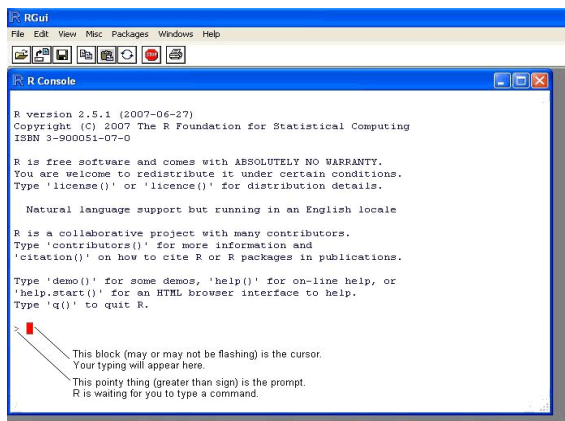 RGui
File Edit View Misc Packages Windows Help
STOP
R Console
R version 2.5.1 (2007-06-27)
Copyright (C) 2007 The R Foundation for Statistical Computing
ISBN 3-900051-07-0
R is free software and comes with ABSOLUTELY NO WARRANTY.
You are welcome to redistribute it under certain conditions.
Type 'license()' or 'licence()' for distribution details.
Natural language support but running in an English locale
R is a collaborative project with many contributors.
Type 'contributors()' for more information and
'citation()' on how to cite R or R packages in publications.
Type 'demo()' for some demos, 'help()' for on-line help, or
'help.start()' for an HTML browser interface to help.
Type 'q()' to quit R.
>
This block (may or may not be flashing) is the cursor.
Your typing will appear here.
This pointy thing (greater than sign) is the prompt.
R is waiting for you to type a command.